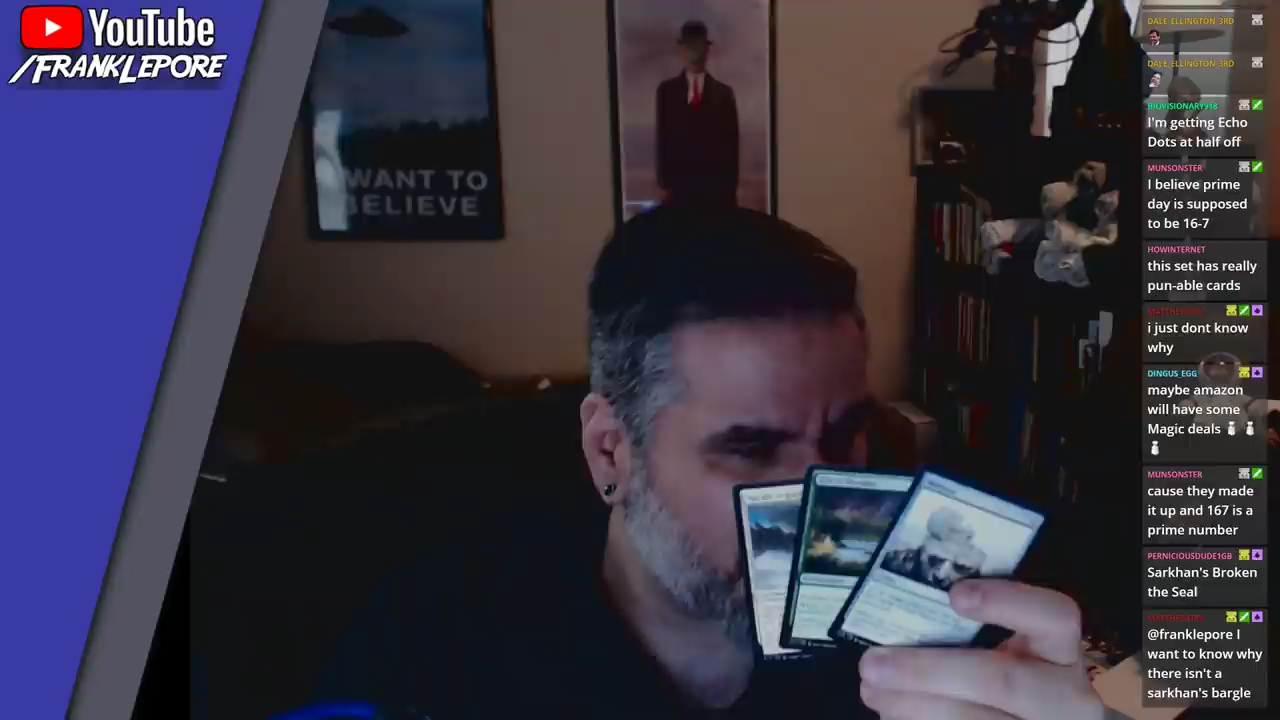 YouTube
/FRANKLEPORE
WANT TO
BELIEVE
DALE_ELLINGTON_3RD
DALE_ELLINGTON_3RD
BIOVISIONARY918
I'm getting Echo
Dots at half off
MUNSONSTER
I believe prime
day is supposed
to be 16-7
HOWINTERNET
this set has really
pun-able cards
i just dont know
why
DINGUS_EGG
maybe amazon
will have some
Magic deals
MUNSONSTER
cause they made
it up and 167 is a
prime number
PERNICIOUSDUDE1GB
Sarkhan's Broken
the Seal
@franklepore I
want to know why
there isn't a
sarkhan's bargle